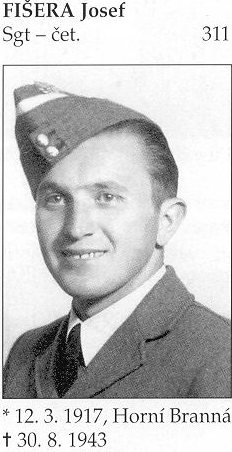 FIŠERA Josef
Sgt – čet. 311
* 12. 3. 1917, Horní Branná
† 30. 8. 1943